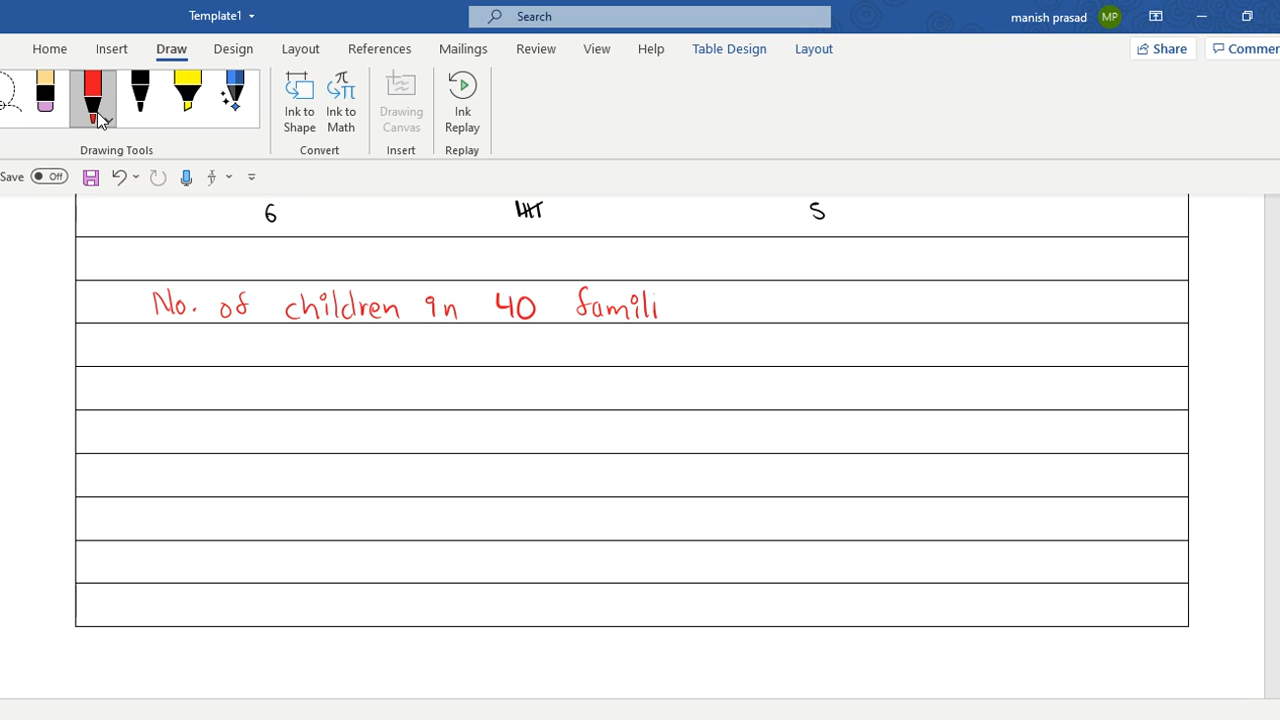 Template1
Search
manish prasad
MP
Home
Insert
Draw
Design
Layout
References
Mailings
Review
View
Help
Table Design
Layout
Share
Commer
Ink to Shape
Ink to Math
Drawing Canvas
Ink Replay
Drawing Tools
Convert
Insert
Replay
Save
Off
6 5
No. of children in 40 famili